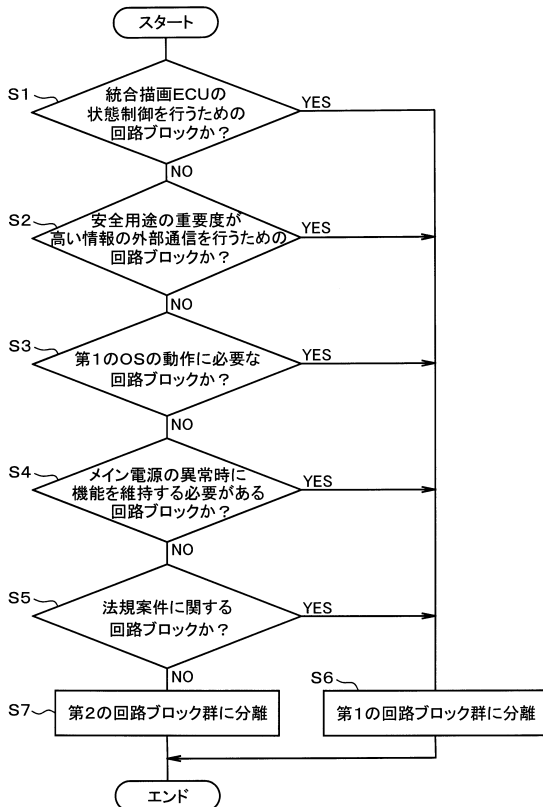 スタート
S1
統合描画ECUの
状態制御を行うための
回路ブロックか?
YES
NO
S2
安全用途の重要度が
高い情報の外部通信を行うための
回路ブロックか?
YES
NO
S3
第1のOSの動作に必要な
回路ブロックか?
YES
NO
S4
メイン電源の異常時に
機能を維持する必要がある
回路ブロックか?
YES
NO
S5
法規案件に関する
回路ブロックか?
YES
NO
S7
第2の回路ブロック群に分離
S6
第1の回路ブロック群に分離
エンド